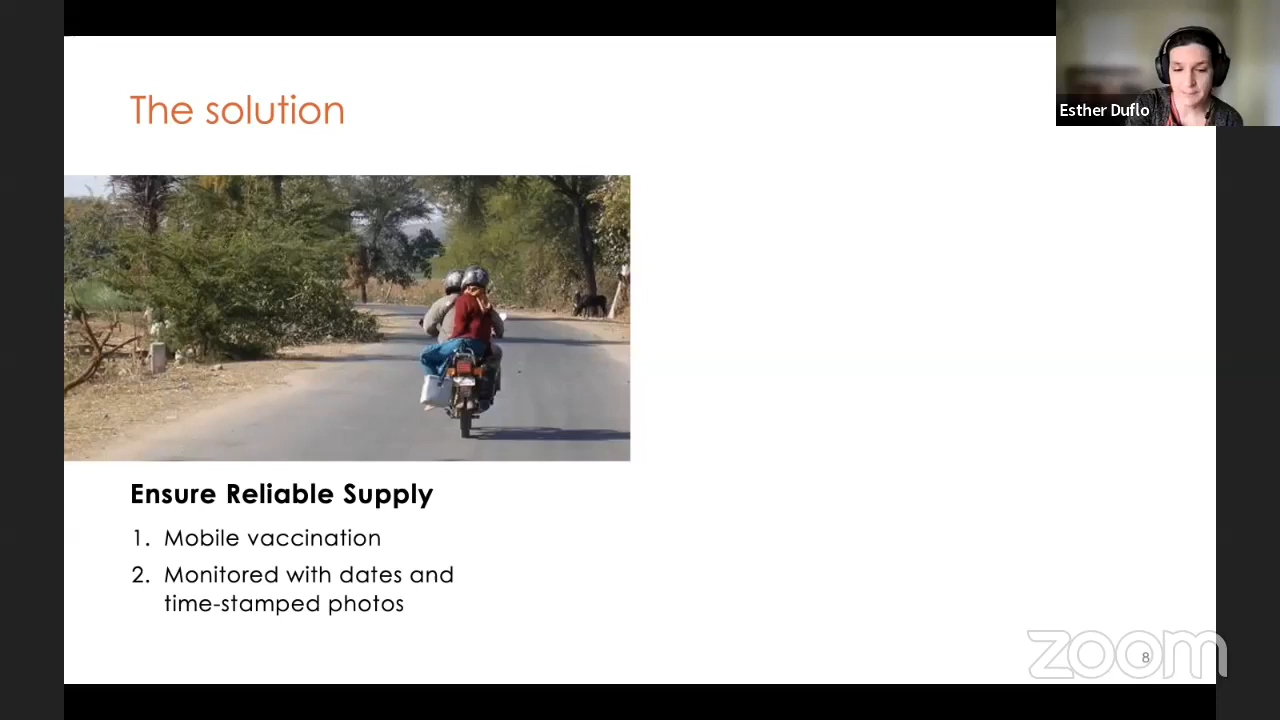 The solution
Esther Duflo
Ensure Reliable Supply
1. Mobile vaccination
2. Monitored with dates and
time-stamped photos
8
zoom